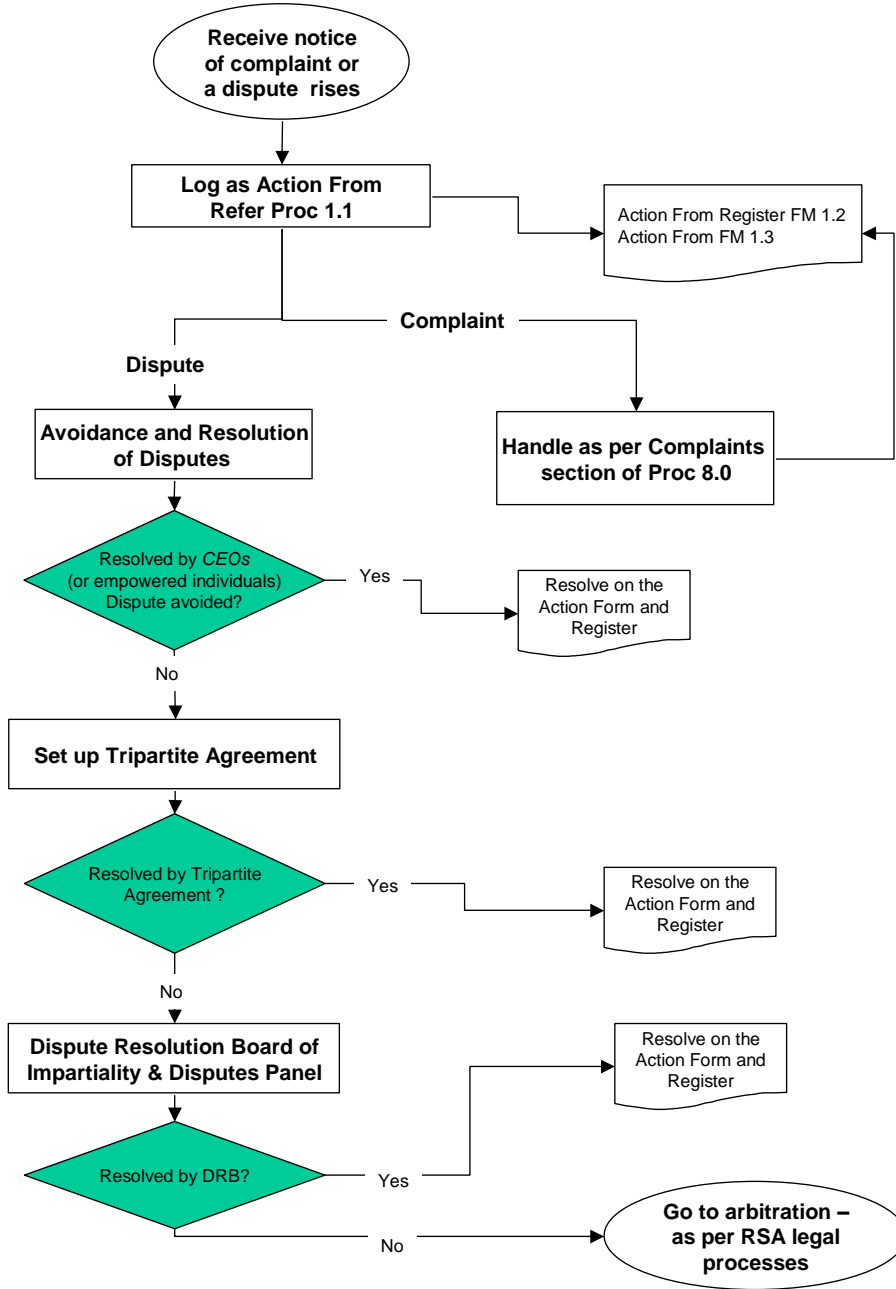 Receive notice
of complaint or
a dispute rises
Log as Action From
Refer Proc 1.1
Action From Register FM 1.2
Action From FM 1.3
Complaint
Dispute
Avoidance and Resolution
of Disputes
Handle as per Complaints
section of Proc 8.0
Resolved by CEOs
(or empowered individuals)
Dispute avoided?
Yes
Resolve on the
Action Form and
Register
No
Set up Tripartite Agreement
Resolved by Tripartite
Agreement ?
Yes
Resolve on the
Action Form and
Register
No
Dispute Resolution Board of
Impartiality & Disputes Panel
Resolve on the
Action Form and
Register
Resolved by DRB?
Yes
No
Go to arbitration –
as per RSA legal
processes